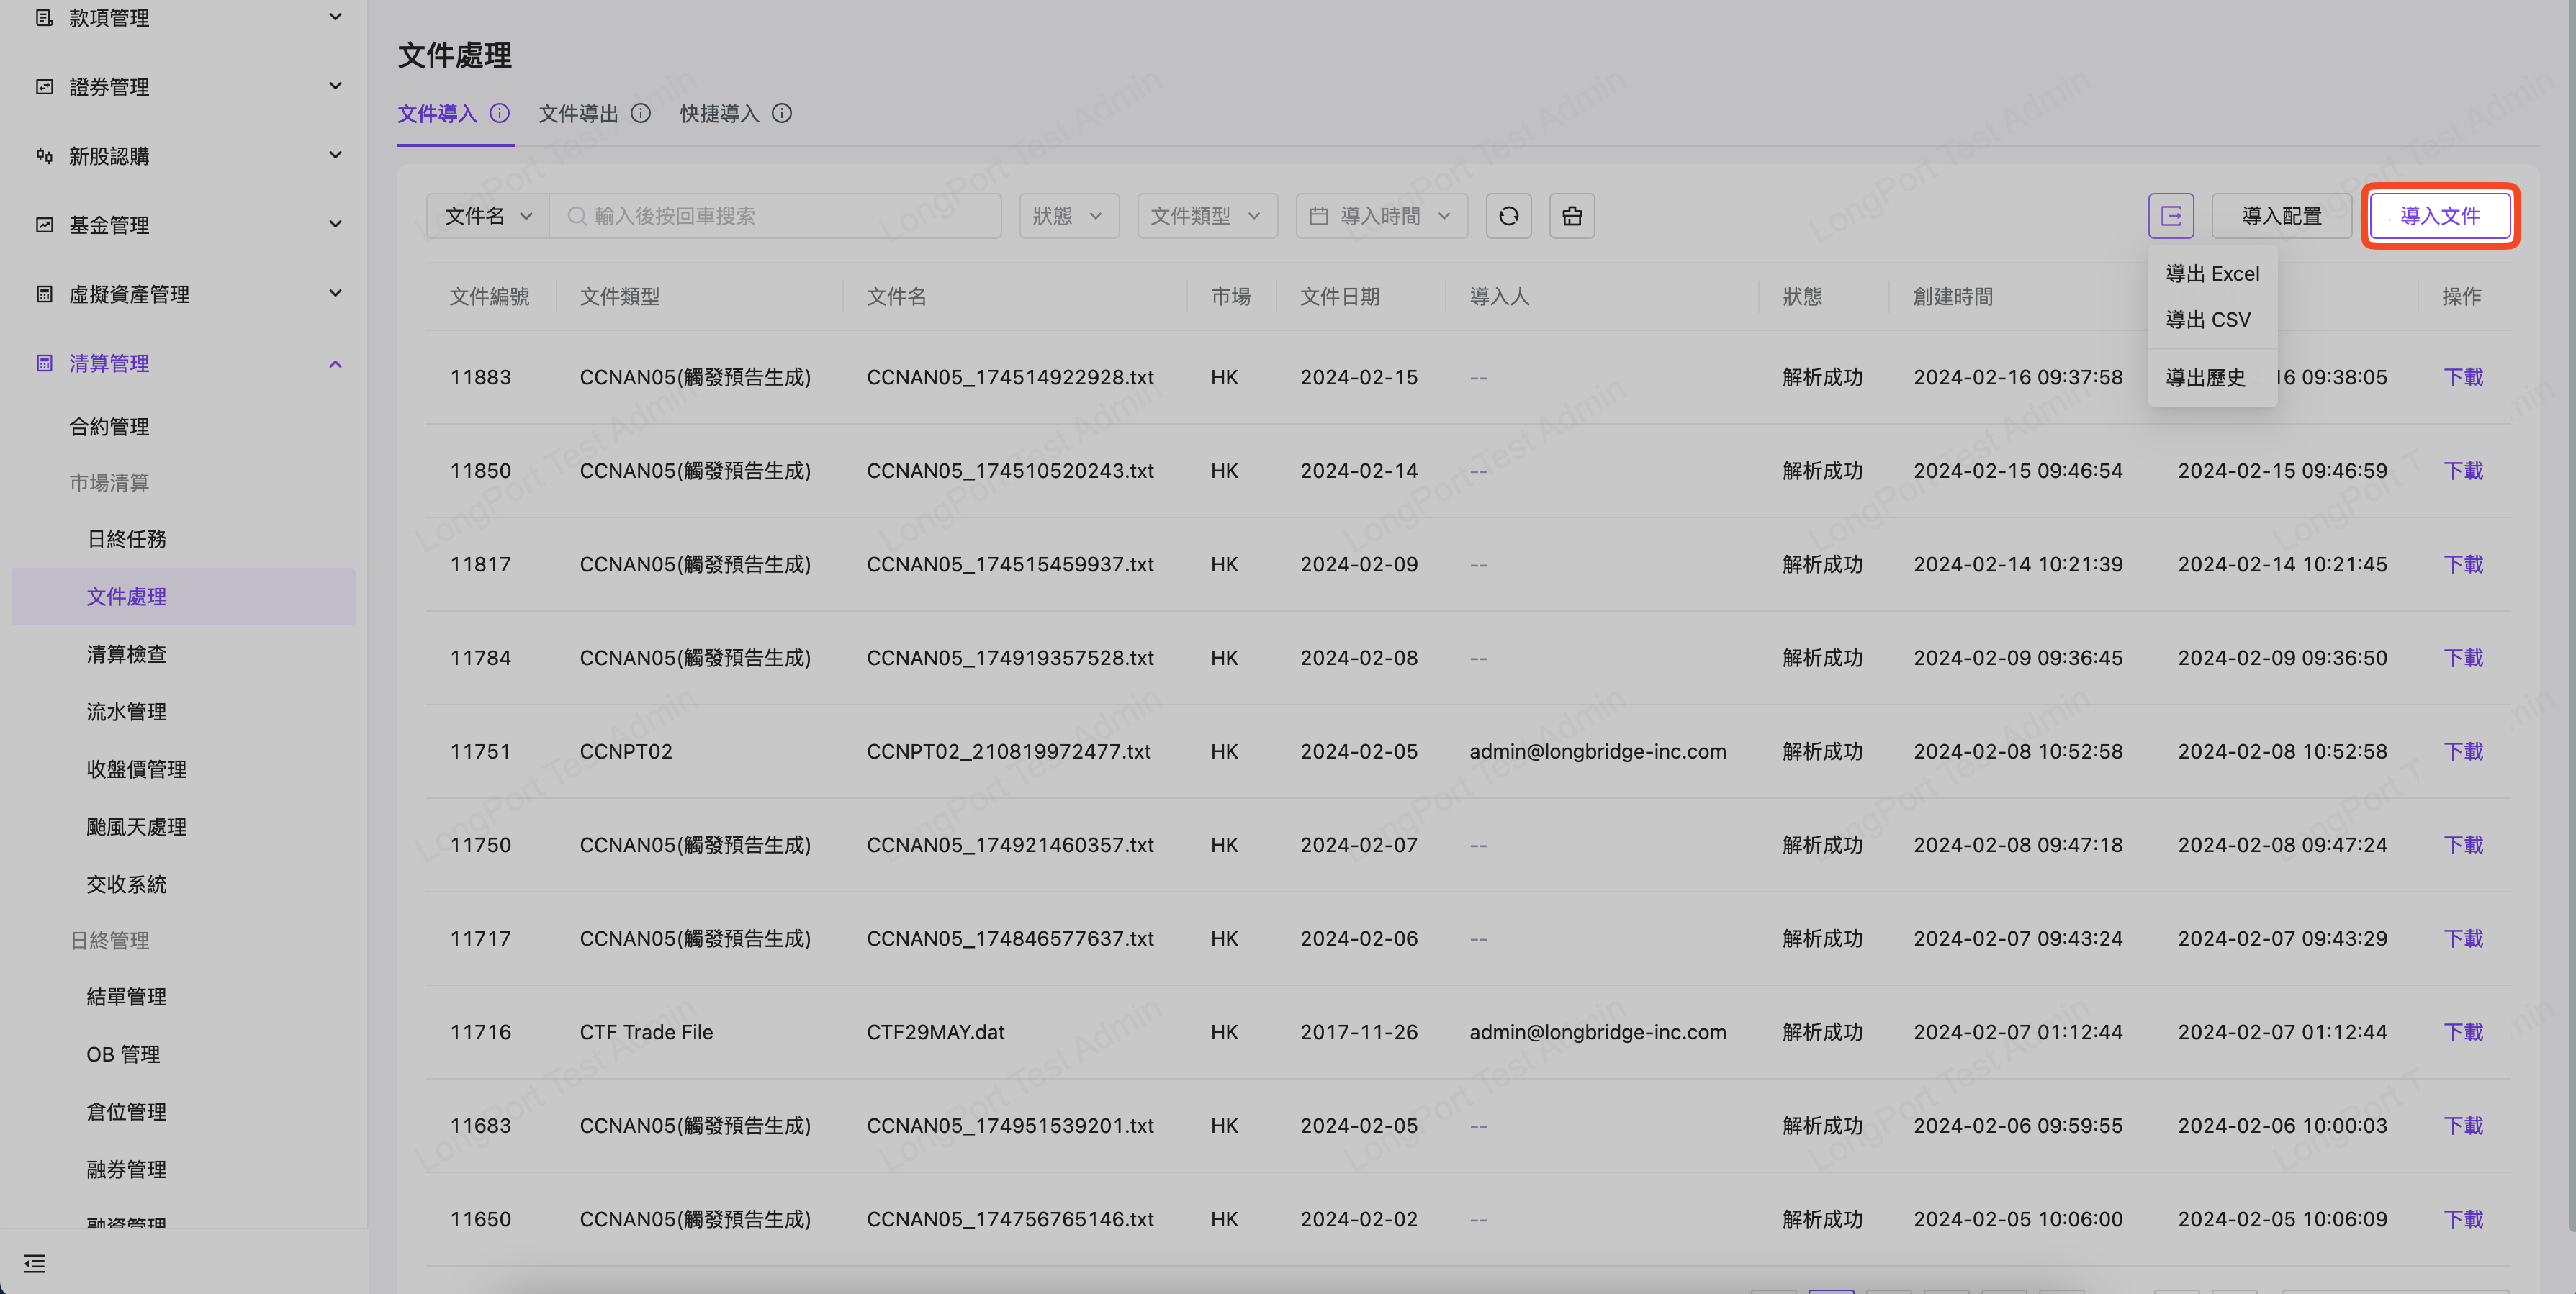 款項管理
證券管理
新股認購
基金管理
虛擬資產管理
清算管理
合約管理
市場清算
日終任務
文件處理
清算檢查
流水管理
收盤價管理
颱風天處理
交收系統
日終管理
結單管理
OB 管理
倉位管理
融券管理
融資管理
文件處理
文件導入 文件導出 快捷導入
文件名 輸入後按回車搜索 狀態 文件類型 導入時間 導入配置 導入文件
導出 Excel
導出 CSV
導出歷史
文件編號 文件類型 文件名 市場 文件日期 導入人 狀態 創建時間 操作
11883 CCNAN05(觸發預告生成) CCNAN05_174514922928.txt HK 2024-02-15 -- 解析成功 2024-02-16 09:37:58 16 09:38:05 下載
11850 CCNAN05(觸發預告生成) CCNAN05_174510520243.txt HK 2024-02-14 -- 解析成功 2024-02-15 09:46:54 2024-02-15 09:46:59 下載
11817 CCNAN05(觸發預告生成) CCNAN05_174515459937.txt HK 2024-02-09 -- 解析成功 2024-02-14 10:21:39 2024-02-14 10:21:45 下載
11784 CCNAN05(觸發預告生成) CCNAN05_174919357528.txt HK 2024-02-08 -- 解析成功 2024-02-09 09:36:45 2024-02-09 09:36:50 下載
11751 CCNPT02 CCNPT02_210819972477.txt HK 2024-02-05 admin@longbridge-inc.com 解析成功 2024-02-08 10:52:58 2024-02-08 10:52:58 下載
11750 CCNAN05(觸發預告生成) CCNAN05_174921460357.txt HK 2024-02-07 -- 解析成功 2024-02-08 09:47:18 2024-02-08 09:47:24 下載
11717 CCNAN05(觸發預告生成) CCNAN05_174846577637.txt HK 2024-02-06 -- 解析成功 2024-02-07 09:43:24 2024-02-07 09:43:29 下載
11716 CTF Trade File CTF29MAY.dat HK 2017-11-26 admin@longbridge-inc.com 解析成功 2024-02-07 01:12:44 2024-02-07 01:12:44 下載
11683 CCNAN05(觸發預告生成) CCNAN05_174951539201.txt HK 2024-02-05 -- 解析成功 2024-02-06 09:59:55 2024-02-06 10:00:03 下載
11650 CCNAN05(觸發預告生成) CCNAN05_174756765146.txt HK 2024-02-02 -- 解析成功 2024-02-05 10:06:00 2024-02-05 10:06:09 下載
LongPort Test Admin